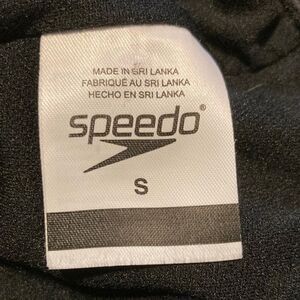 MADE IN SRI LANKA
FABRIQUÉ AU SRI LANKA
HECHO EN SRI LANKA
speedo®
S